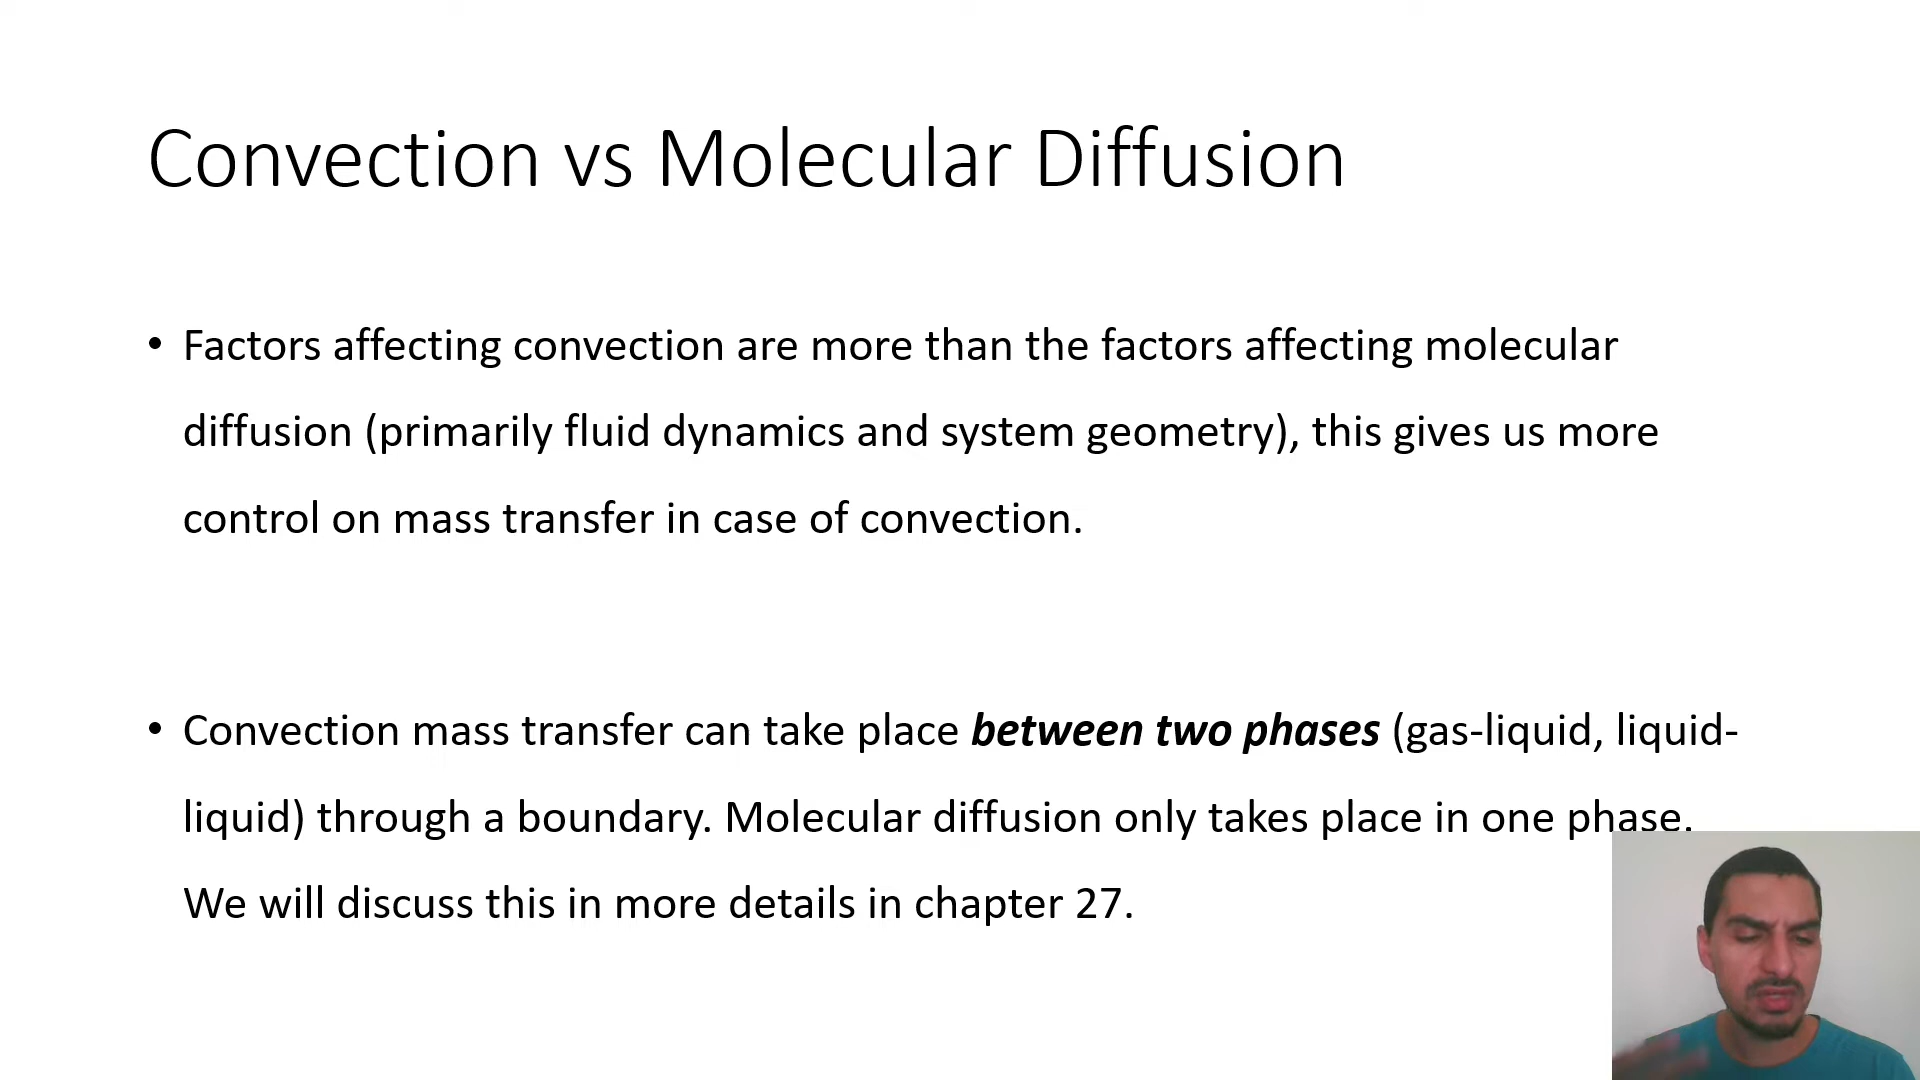 Convection vs Molecular Diffusion
• Factors affecting convection are more than the factors affecting molecular
diffusion (primarily fluid dynamics and system geometry), this gives us more
control on mass transfer in case of convection.
• Convection mass transfer can take place between two phases (gas-liquid, liquid-
liquid) through a boundary. Molecular diffusion only takes place in one phase.
We will discuss this in more details in chapter 27.